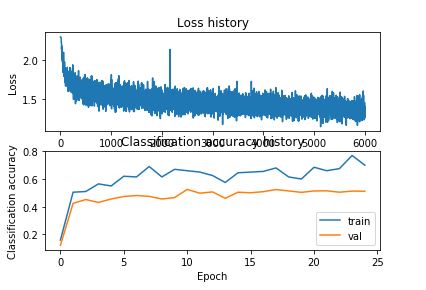 Loss history
Loss
2.0
1.5
0 1000 2000 3000 4000 5000 6000
Classification accuracy history
Classification accuracy
0.8
0.6
0.4
0.2
train
val
0 5 10 15 20 25
Epoch